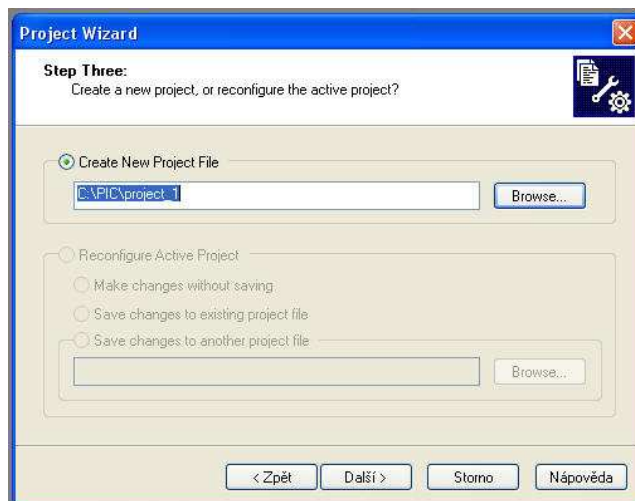 Project Wizard
Step Three:
Create a new project, or reconfigure the active project?
Create New Project File
C:\PIC\project_1
Browse...
Reconfigure Active Project
Make changes without saving
Save changes to existing project file
Save changes to another project file
Browse...
< Zpět
Další >
Storno
Nápověda